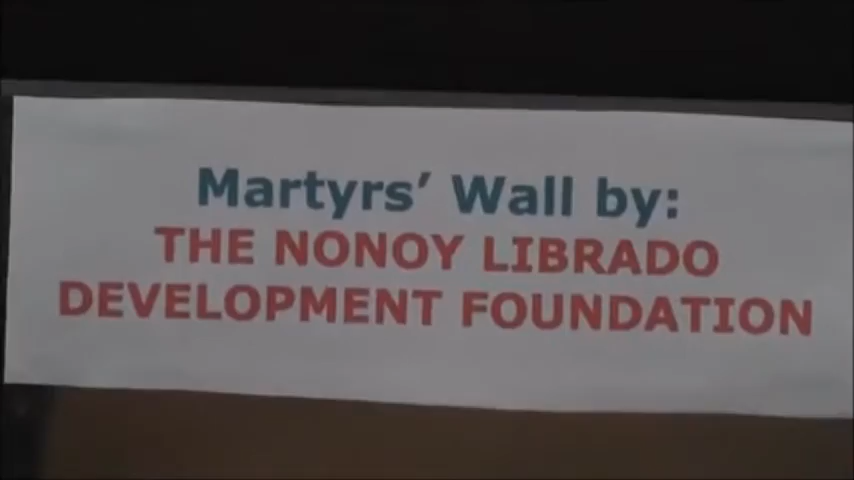 Martyrs’ Wall by:
THE NONOY LIBRADO
DEVELOPMENT FOUNDATION